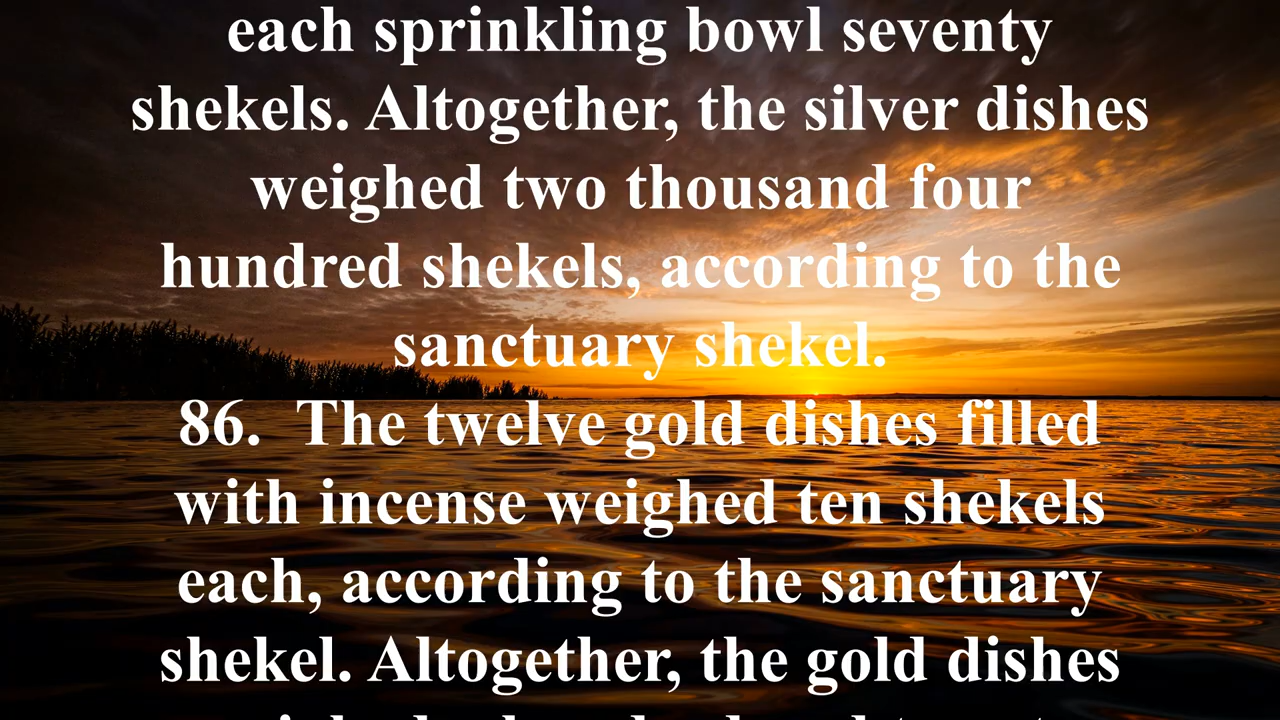 each sprinkling bowl seventy
shekels. Altogether, the silver dishes
weighed two thousand four
hundred shekels, according to the
sanctuary shekel.
86. The twelve gold dishes filled
with incense weighed ten shekels
each, according to the sanctuary
shekel. Altogether, the gold dishes